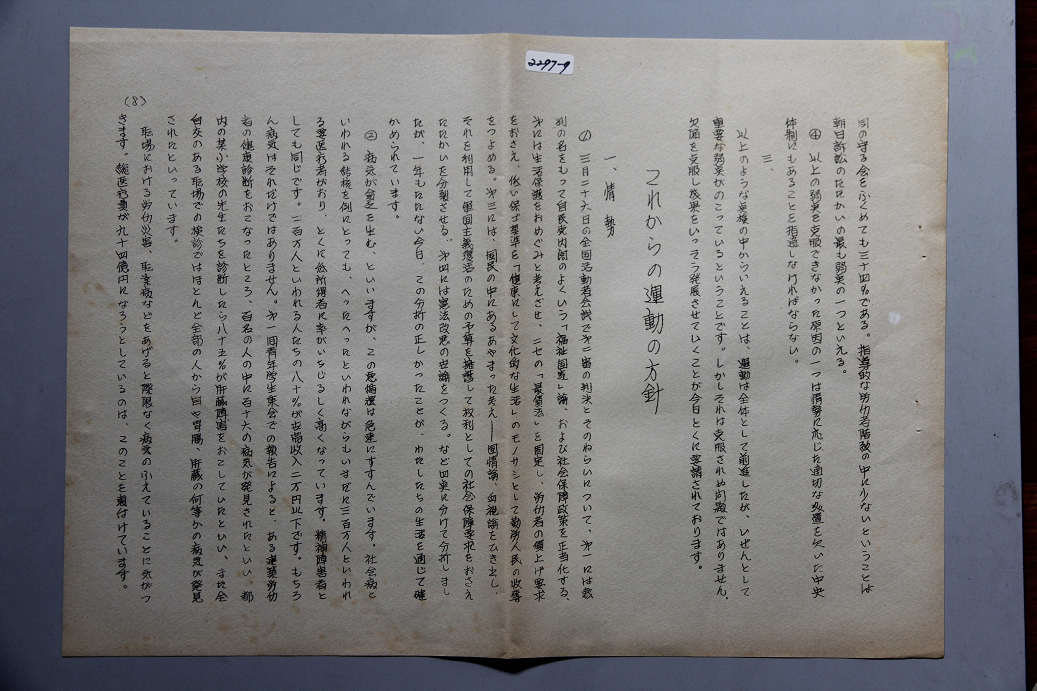 2297-9
司の守る会をふくめても三十四%である。指導的な労仂者階級の中に少ないということは
朝日訴訟のたたかいの最も弱点の一つといえる。
④ 以上の弱点を克服できなかった原因の一つは情勢に応じた適切な処置を欠いた中央
体制にもあることを指適しなければならない。
三、
以上のような点検の中からいえることは、運動は全体として前進したが、いぜんとして
重要な弱点がのこっているということです。しかしそれは克服されぬ問題ではありません。
欠陥を克服し成果をいっそう発展させていくことが今日とくに要請されております。
これからの運動の方針
一、情勢
① 三月二十六日の全国活動者会議で第二審の判決とそのねらいについて、第一には裁
判の名をもって自民党内閣のよくいう「福祉国家」論、および社会保障政策を正当化する、
第二には生活保護をおめぐみと考えさせ、ニセの「最賃法」を固定し、労仂者の賃上げ要求
をおさえ、低い保ゴ基準を「健康にして文化的な生活」のモノサシとして勤労人民の収奪
をつよめる。第三には、国民の中にあるあやまった考え——国情論、血税論をひき出し、
それを利用して軍国主義復活のための予算を擁護して权利としての社会保障要求をおさえ
たたかいを分裂させる、第四には憲法改悪の世論をつくる。など四点に分けて分析しまし
たが、一年もたたない今日、この分析の正しかったことが、わたしたちの生活を通じて確
かめられています。
② 病気が貧乏を生む、といいますが、この悪循還は急速にすすんでいます。社会病と
いわれる結核を例にとっても、へったへったといわれながらもいまだに三百万人といわれ
る要医療者がおり、とくに低所得者に率がいちじるしく高くなっています。精神障害者と
しても同じです。二百万人といわれる人たちの八十%が世帯収入二万円以下です。もちろ
ん病気はそれだけではありません。第一回青年学生集会での報告によると、ある建築労仂
者の健康診断をおこなったところ、百名の人の中に百十六の病気が発見されたといい、都
内の某小学校の先生たちを診断したら八十五%が肝臓障害をおこしていたといい、また全
自交のある職場での検診ではほとんど全部の人から目や胃腸、肝臓の何等かの病気が発見
されたといっています。
職場における労仂災害、職業病などをあげると際限なく病気のふえていることに気がつ
きます。総医療費が九千四億円になろうとしているのは、このことを裏付けています。
(8)